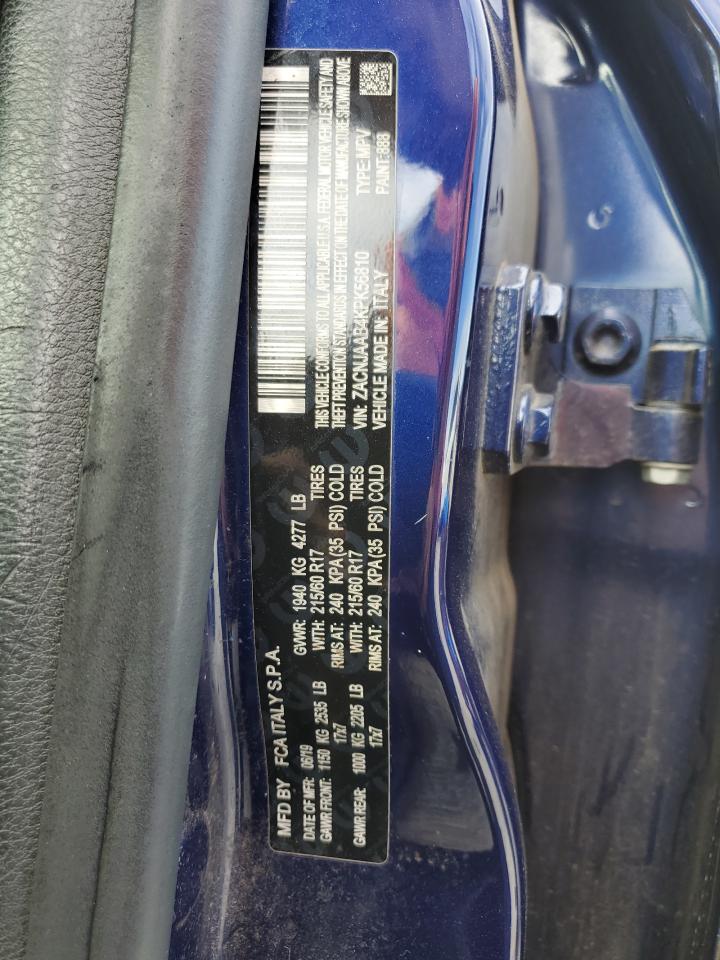 MFD BY FCA ITALY S.P.A.
DATE OF MFR: 06/19 GVWR: 1940 KG 4277 LB
GAWR FRONT: 1150 KG 2535 LB WITH: 215/60 R17 TIRES
17x7 RIMS AT: 240 KPA(35 PSI) COLD
GAWR REAR: 1000 KG 2205 LB WITH: 215/60 R17 TIRES
17x7 RIMS AT: 240 KPA(35 PSI) COLD
THIS VEHICLE CONFORMS TO ALL APPLICABLE U.S.A. FEDERAL MOTOR VEHICLE SAFETY AND
THEFT PREVENTION STANDARDS IN EFFECT ON THE DATE OF MANUFACTURE SHOWN ABOVE
VIN: ZACNJAAB4KPK56810 TYPE: MPV
VEHICLE MADE IN: ITALY PAINT: 888